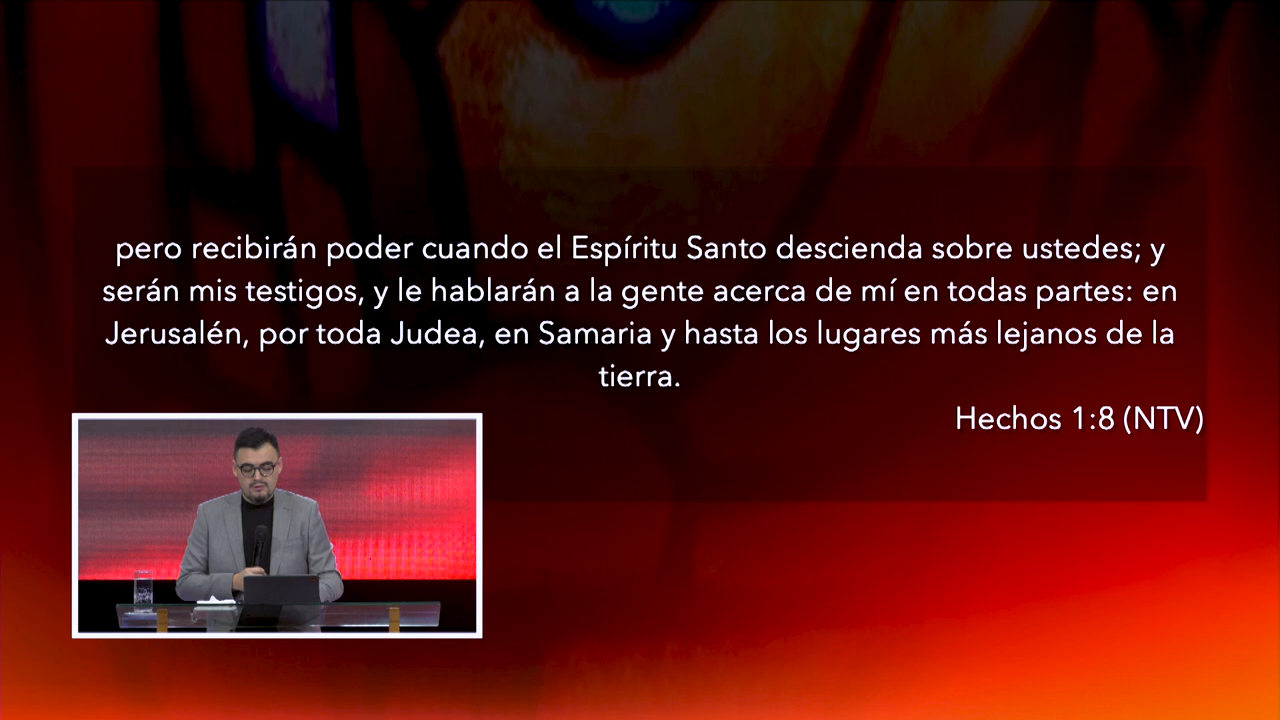 pero recibirán poder cuando el Espíritu Santo descienda sobre ustedes; y
serán mis testigos, y le hablarán a la gente acerca de mí en todas partes: en
Jerusalén, por toda Judea, en Samaria y hasta los lugares más lejanos de la
tierra.
Hechos 1:8 (NTV)